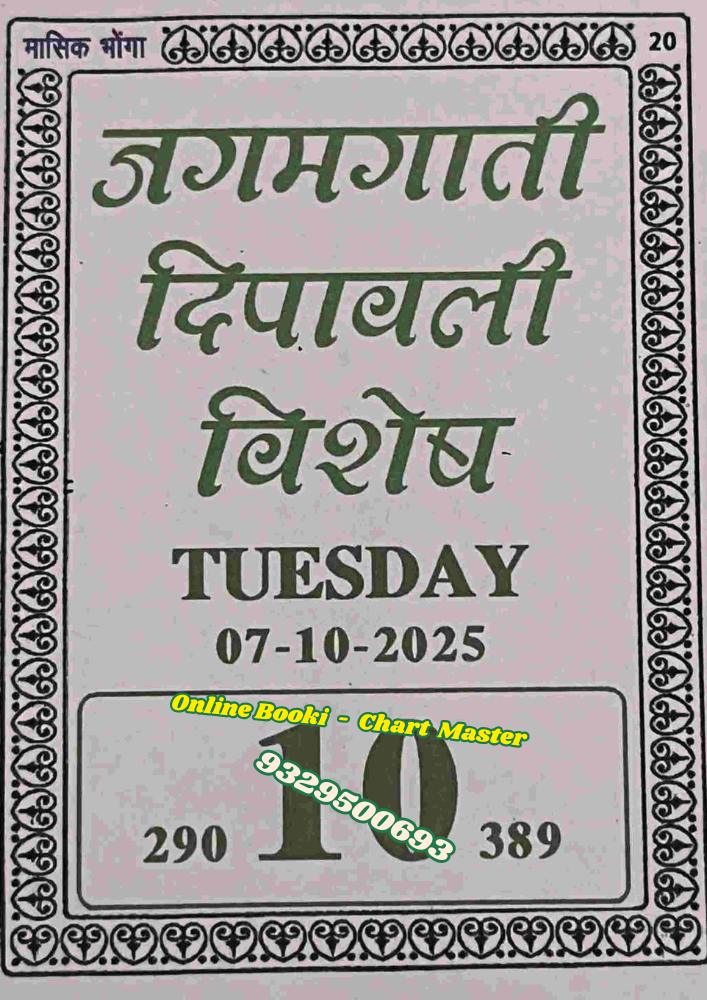 मासिक भोंगा 20
जगमगाती
दिपावली
विशेष
TUESDAY
07-10-2025
Online Booki - Chart Master
10
9329500693
290 389